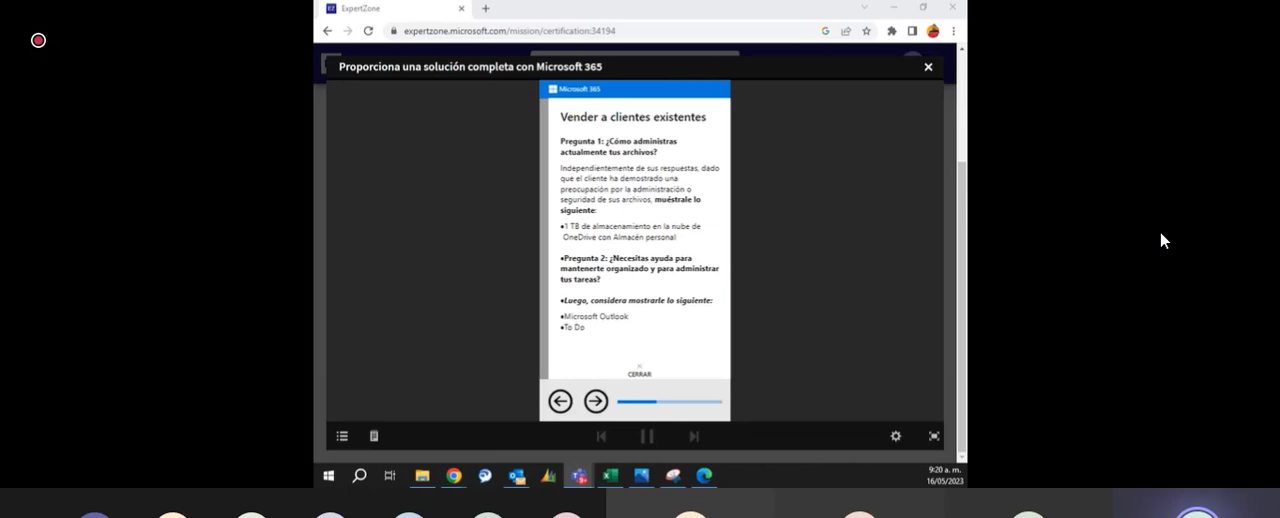 ExpertZone
expertzone.microsoft.com/mission/certification:34194
Proporciona una solución completa con Microsoft 365
Microsoft 365
Vender a clientes existentes
Pregunta 1: ¿Cómo administras
actualmente tus archivos?
Independientemente de sus respuestas, dado
que el cliente ha demostrado una
preocupación por la administración o
seguridad de sus archivos, muéstrale lo
siguiente:
•1 TB de almacenamiento en la nube de
OneDrive con Almacén personal
•Pregunta 2: ¿Necesitas ayuda para
mantenerte organizado y para administrar
tus tareas?
•Luego, considera mostrarle lo siguiente:
•Microsoft Outlook
•To Do
CERRAR
9:20 a. m.
16/05/2023